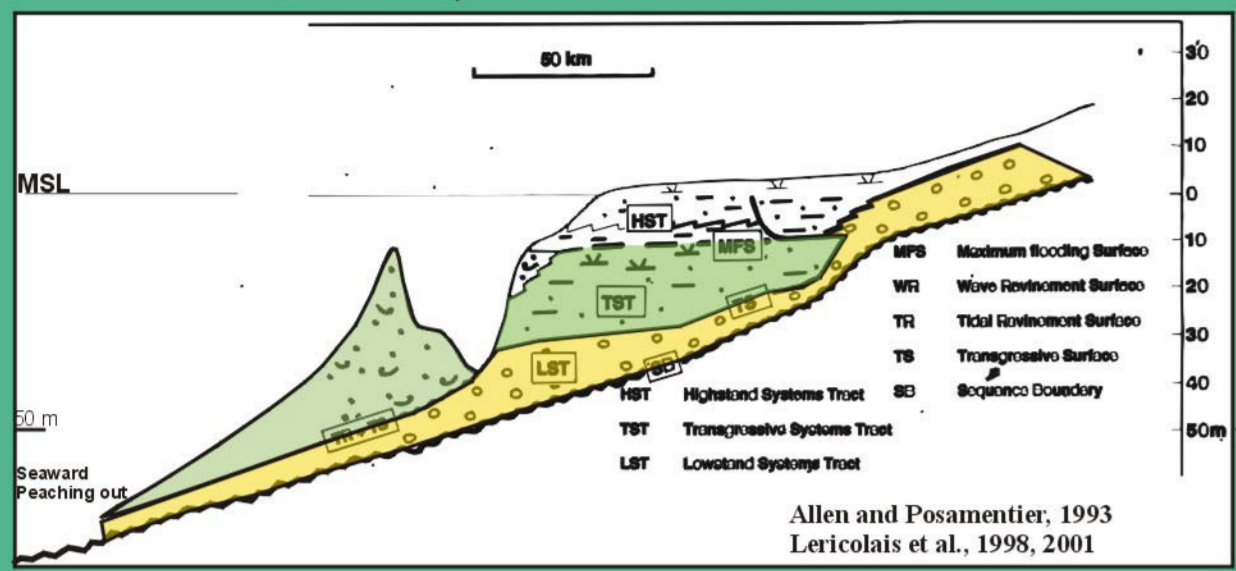 50 km
30
20
10
0
10
20
30
40
50m
MSL
HST
MFS
TST
TS
LST
SB
TR + TS
50 m
Seaward
Peaching out
MFS Maximum flooding Surface
WR Wave Ravinement Surface
TR Tidal Ravinement Surface
TS Transgressive Surface
SB Sequence Boundary
HST Highstand Systems Tract
TST Transgressive Systems Tract
LST Lowstand Systems Tract
Allen and Posamentier, 1993
Lericolais et al., 1998, 2001